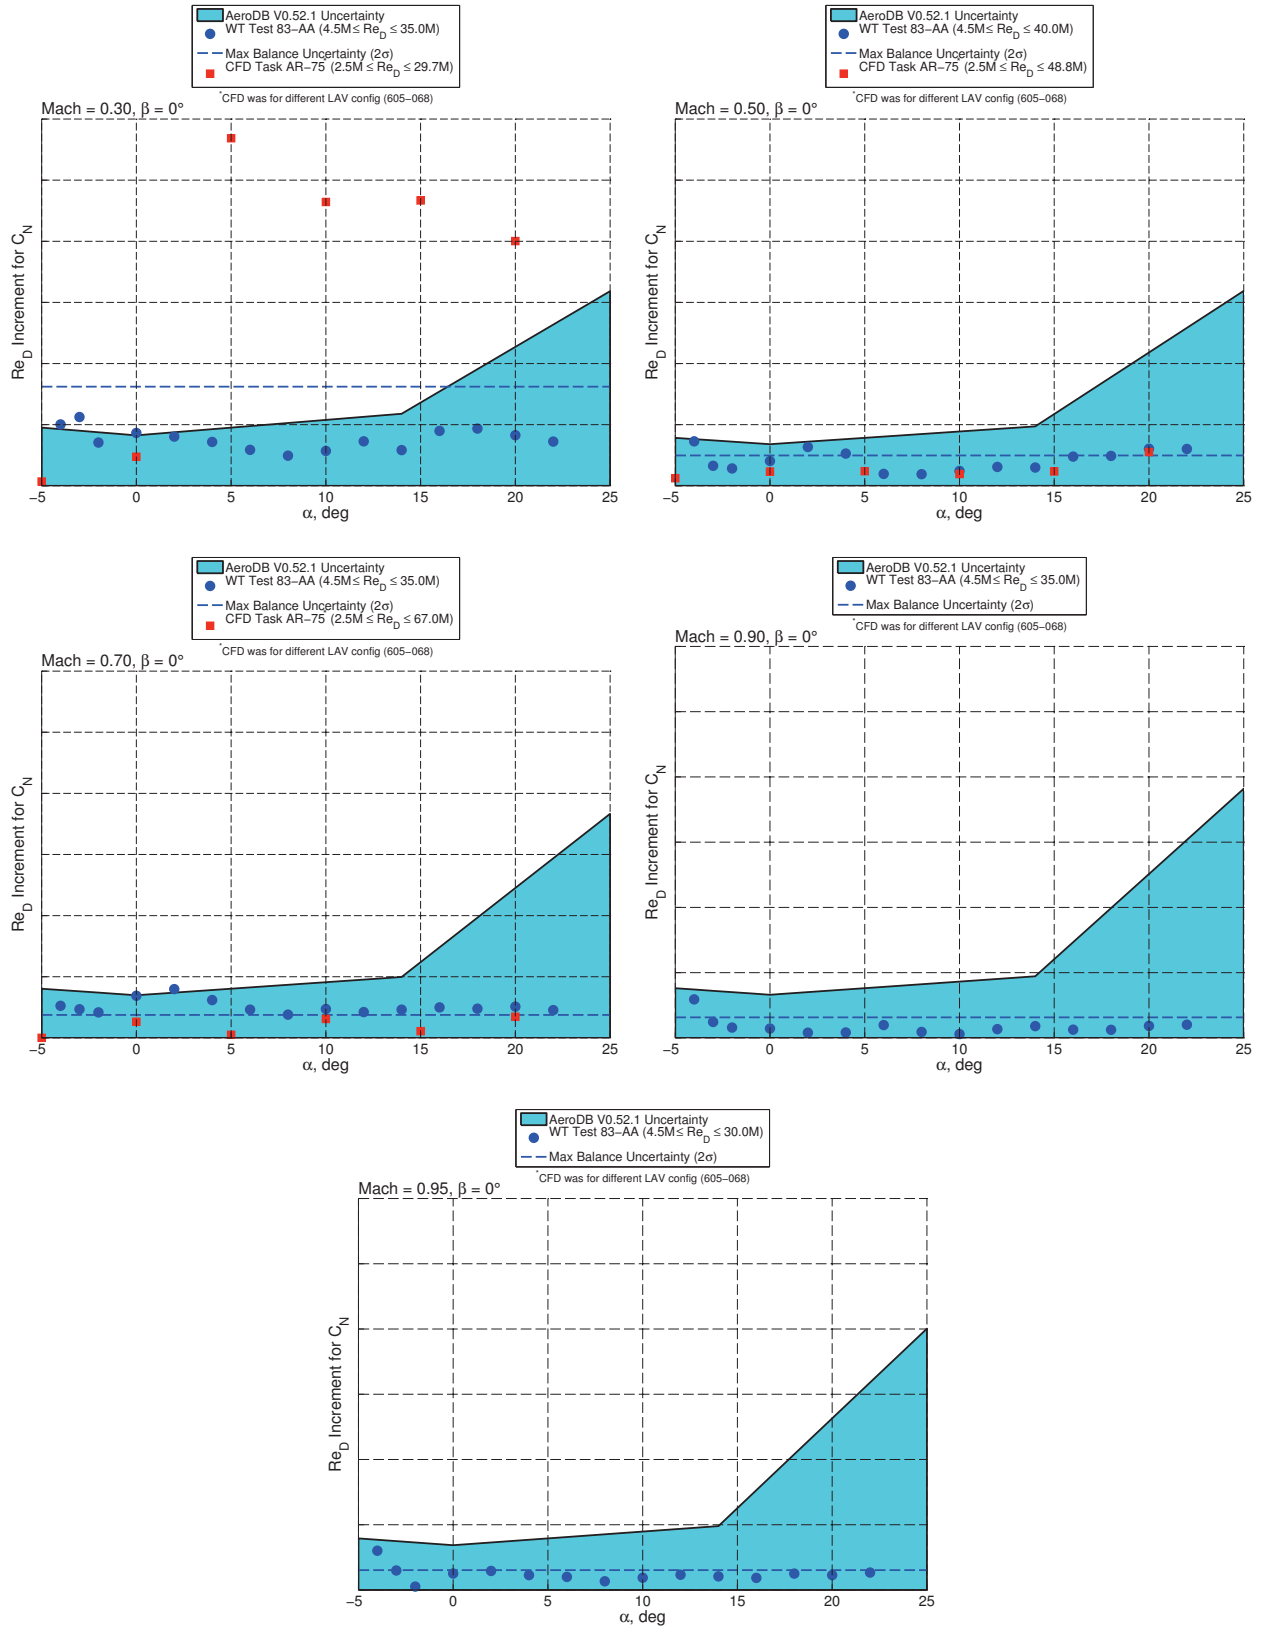 AeroDB V0.52.1 Uncertainty
WT Test 83−AA (4.5M≤ Re_D ≤ 35.0M)
Max Balance Uncertainty (2σ)
CFD Task AR−75* (2.5M ≤ Re_D ≤ 29.7M)
*CFD was for different LAV config (605−068)
Mach = 0.30, β = 0°
Re_D Increment for C_N
−5 0 5 10 15 20 25
α, deg
AeroDB V0.52.1 Uncertainty
WT Test 83−AA (4.5M≤ Re_D ≤ 40.0M)
Max Balance Uncertainty (2σ)
CFD Task AR−75* (2.5M ≤ Re_D ≤ 48.8M)
*CFD was for different LAV config (605−068)
Mach = 0.50, β = 0°
Re_D Increment for C_N
−5 0 5 10 15 20 25
α, deg
AeroDB V0.52.1 Uncertainty
WT Test 83−AA (4.5M≤ Re_D ≤ 35.0M)
Max Balance Uncertainty (2σ)
CFD Task AR−75* (2.5M ≤ Re_D ≤ 67.0M)
*CFD was for different LAV config (605−068)
Mach = 0.70, β = 0°
Re_D Increment for C_N
−5 0 5 10 15 20 25
α, deg
AeroDB V0.52.1 Uncertainty
WT Test 83−AA (4.5M≤ Re_D ≤ 35.0M)
Max Balance Uncertainty (2σ)
*CFD was for different LAV config (605−068)
Mach = 0.90, β = 0°
Re_D Increment for C_N
−5 0 5 10 15 20 25
α, deg
AeroDB V0.52.1 Uncertainty
WT Test 83−AA (4.5M≤ Re_D ≤ 30.0M)
Max Balance Uncertainty (2σ)
*CFD was for different LAV config (605−068)
Mach = 0.95, β = 0°
Re_D Increment for C_N
−5 0 5 10 15 20 25
α, deg